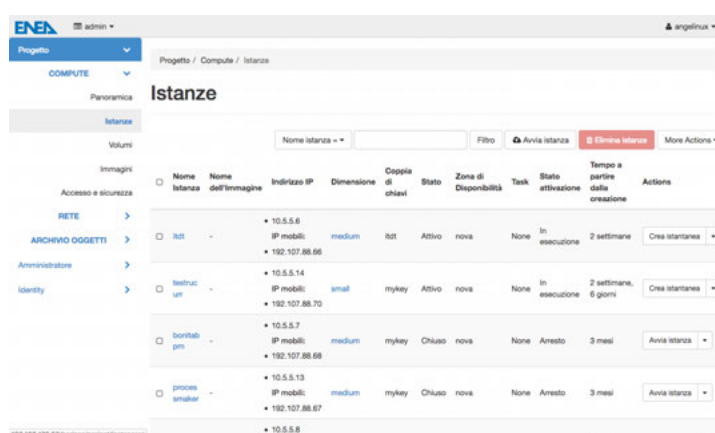 ENEA admin angelinux
Progetto
COMPUTE
Panoramica
Istanze
Volumi
Immagini
Accesso e sicurezza
RETE
ARCHIVIO OGGETTI
Amministratore
Identity
Progetto / Compute / Istanze
Istanze
Nome istanza = Filtro Avvia istanza Elimina istanze More Actions
Nome Istanza Nome dell'Immagine Indirizzo IP Dimensione Coppia di chiavi Stato Zona di Disponibilità Task Stato attivazione Tempo a partire dalla creazione Actions
• 10.5.5.6
itdt - IP mobili: medium itdt Attivo nova None In esecuzione 2 settimane Crea istantanea
• 192.107.88.66
• 10.5.5.14
testruc urr - IP mobili: small mykey Attivo nova None In esecuzione 2 settimane, 6 giorni Crea istantanea
• 192.107.88.70
• 10.5.5.7
bonitab pm - IP mobili: medium mykey Chiuso nova None Arresto 3 mesi Avvia istanza
• 192.107.88.68
• 10.5.5.13
proces smaker - IP mobili: medium mykey Chiuso nova None Arresto 3 mesi Avvia istanza
• 192.107.88.67
• 10.5.5.8